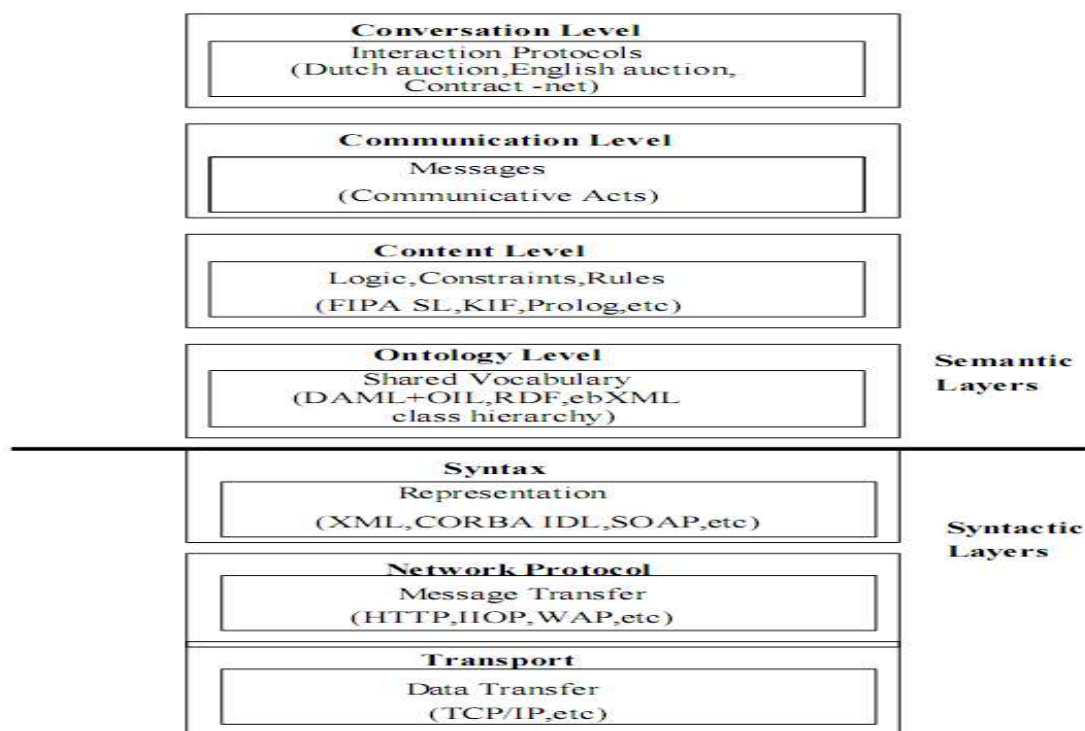 Conversation Level
Interaction Protocols
(Dutch auction,English auction,
Contract -net)
Communication Level
Messages
(Communicative Acts)
Content Level
Logic,Constraints,Rules
(FIPA SL,KIF,Prolog,etc)
Ontology Level
Shared Vocabulary
(DAML+OIL,RDF,ebXML
class hierarchy)
Semantic
Layers
Syntax
Representation
(XML,CORBA IDL,SOAP,etc)
Syntactic
Layers
Network Protocol
Message Transfer
(HTTP,IIOP,WAP,etc)
Transport
Data Transfer
(TCP/IP,etc)